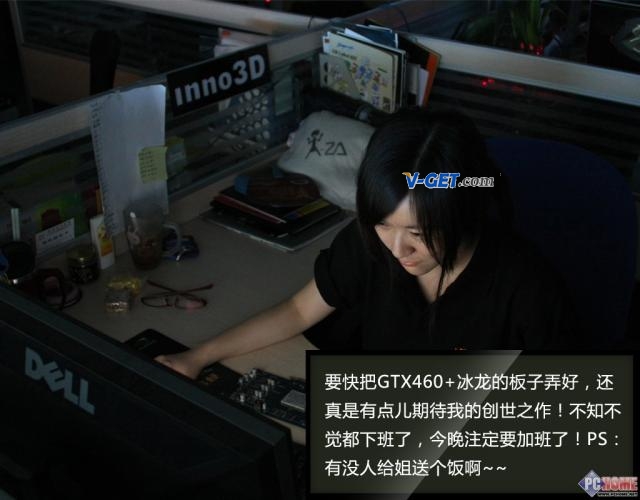 Inno3D
ZA
V-GET.com
DELL
要快把GTX460+冰龙的板子弄好，还
真是有点儿期待我的创世之作！不知不
觉都下班了，今晚注定要加班了！PS：
有没人给姐送个饭啊~~
PCHOME